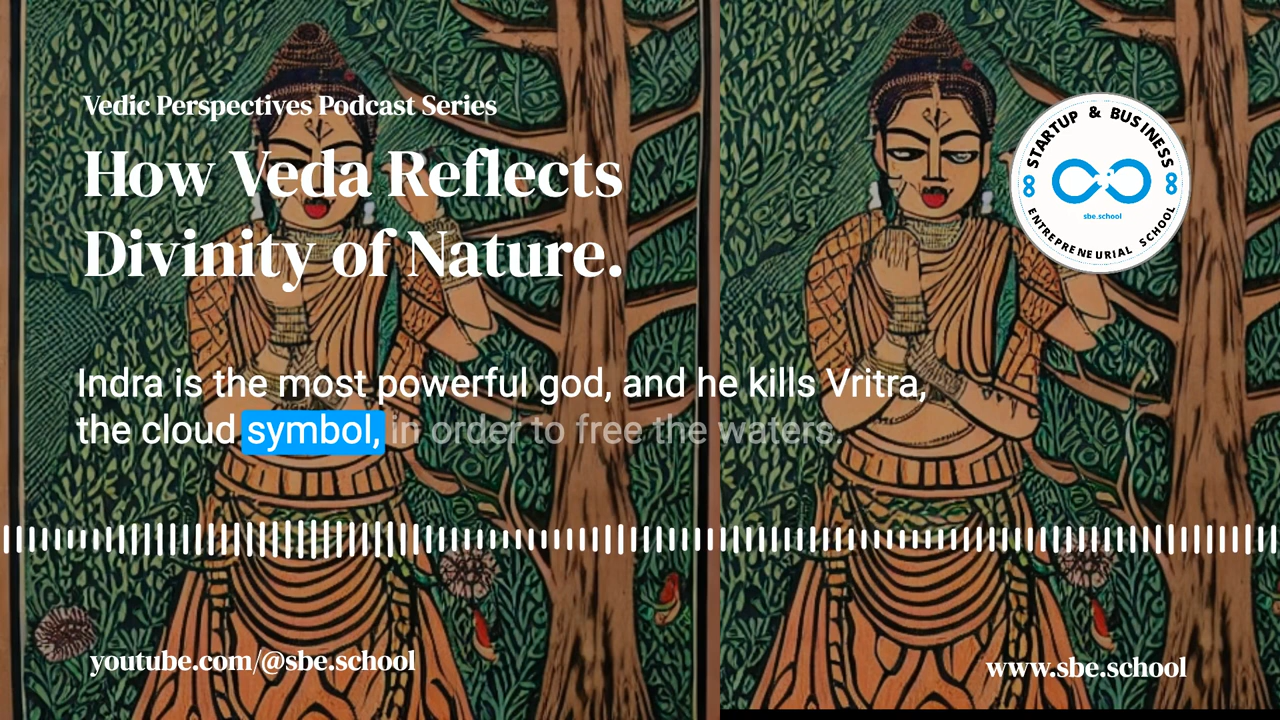 Vedic Perspectives Podcast Series
How Veda Reflects
Divinity of Nature.
STARTUP & BUSINESS
sbe.school
ENTREPRENEURIAL SCHOOL
Indra is the most powerful god, and he kills Vritra,
the cloud symbol, in order to free the waters.
youtube.com/@sbe.school
www.sbe.school